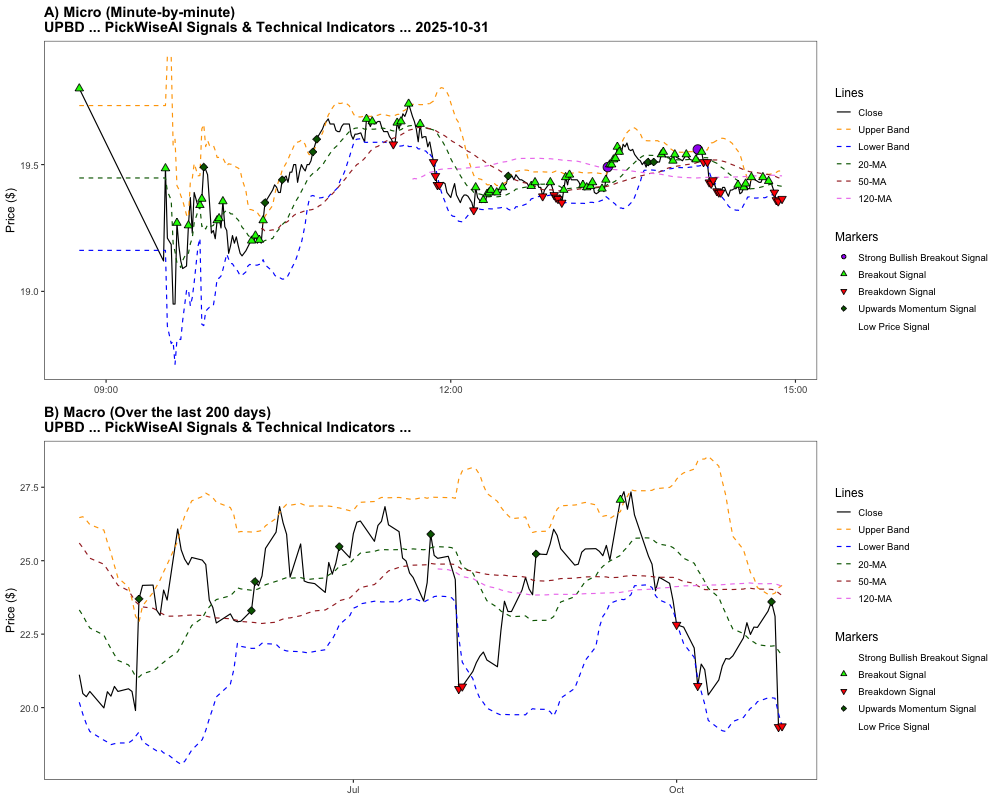 A) Micro (Minute-by-minute)
UPBD ... PickWiseAI Signals & Technical Indicators ... 2025-10-31
Price ($)
19.5
19.0
09:00
12:00
15:00
Lines
Close
Upper Band
Lower Band
20-MA
50-MA
120-MA
Markers
Strong Bullish Breakout Signal
Breakout Signal
Breakdown Signal
Upwards Momentum Signal
Low Price Signal
B) Macro (Over the last 200 days)
UPBD ... PickWiseAI Signals & Technical Indicators ...
Price ($)
27.5
25.0
22.5
20.0
Jul
Oct
Lines
Close
Upper Band
Lower Band
20-MA
50-MA
120-MA
Markers
Strong Bullish Breakout Signal
Breakout Signal
Breakdown Signal
Upwards Momentum Signal
Low Price Signal